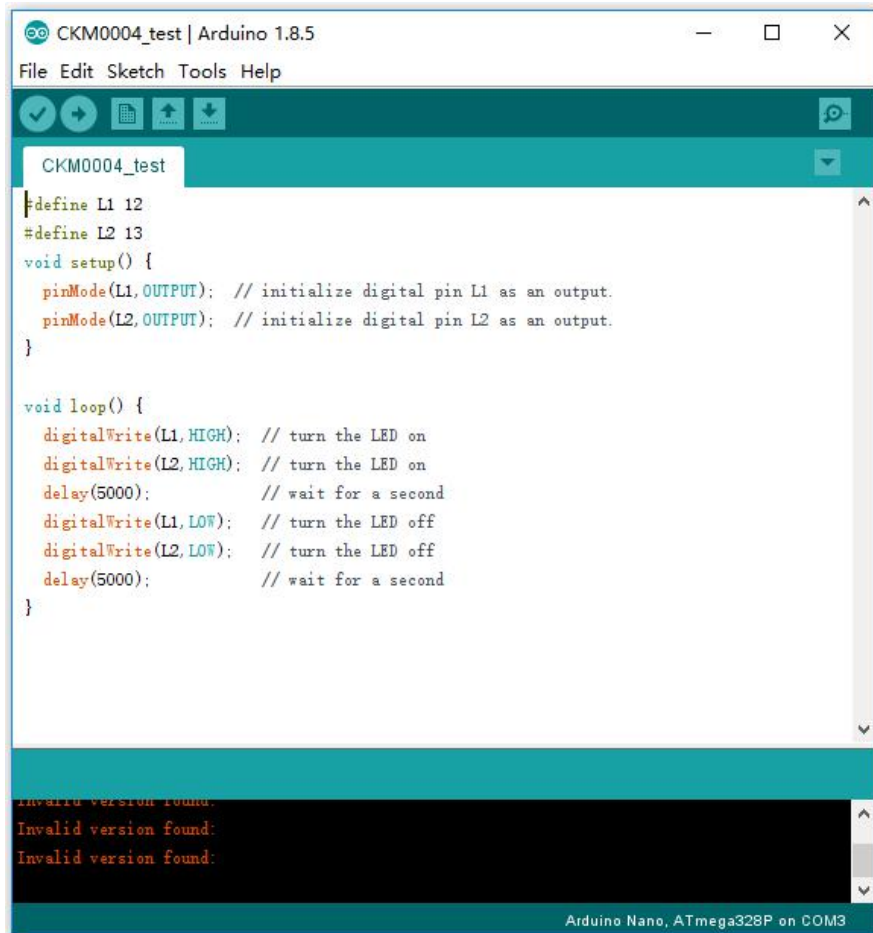 CKM0004_test | Arduino 1.8.5
File Edit Sketch Tools Help
CKM0004_test
#define L1 12
#define L2 13
void setup() {
  pinMode(L1,OUTPUT);  // initialize digital pin L1 as an output.
  pinMode(L2,OUTPUT);  // initialize digital pin L2 as an output.
}
void loop() {
  digitalWrite(L1,HIGH);  // turn the LED on
  digitalWrite(L2,HIGH);  // turn the LED on
  delay(5000);            // wait for a second
  digitalWrite(L1,LOW);   // turn the LED off
  digitalWrite(L2,LOW);   // turn the LED off
  delay(5000);            // wait for a second
}
Invalid version found:
Invalid version found:
Invalid version found:
Arduino Nano, ATmega328P on COM3